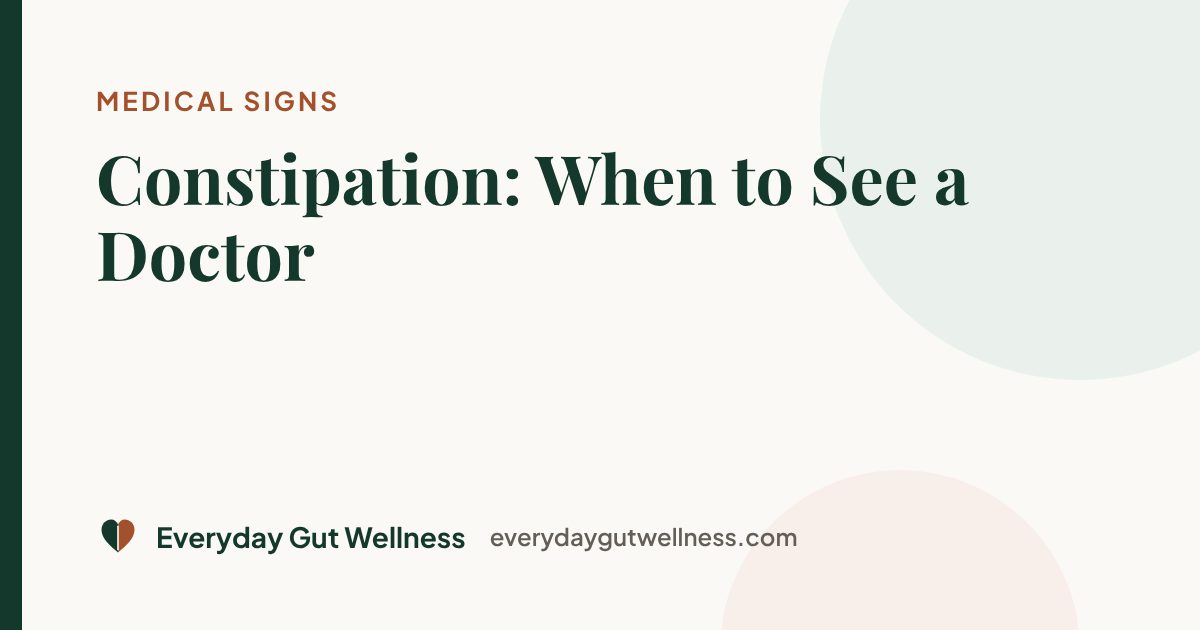 MEDICAL SIGNS
Constipation: When to See a
Doctor
Everyday Gut Wellness everydaygutwellness.com